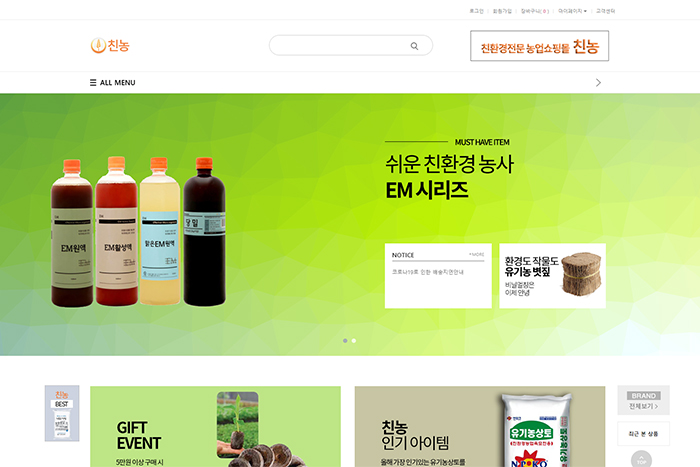 로그인 회원가입 장바구니( 0 ) 마이페이지 고객센터
친농
친환경전문 농업쇼핑몰 친농
ALL MENU
MUST HAVE ITEM
쉬운 친환경 농사
EM 시리즈
EM원액
EM활성액
맑은EM원액
당밀
NOTICE
+MORE
코로나19로 인한 배송지연안내
환경도 작물도
유기농 볏짚
비닐멀칭은
이제 안녕
친농
BEST
GIFT
EVENT
5만원 이상 구매 시
친농
인기 아이템
올해 가장 인기있는 유기농상토를
유기농상토
BRAND
전체보기 >
최근 본 상품
TOP